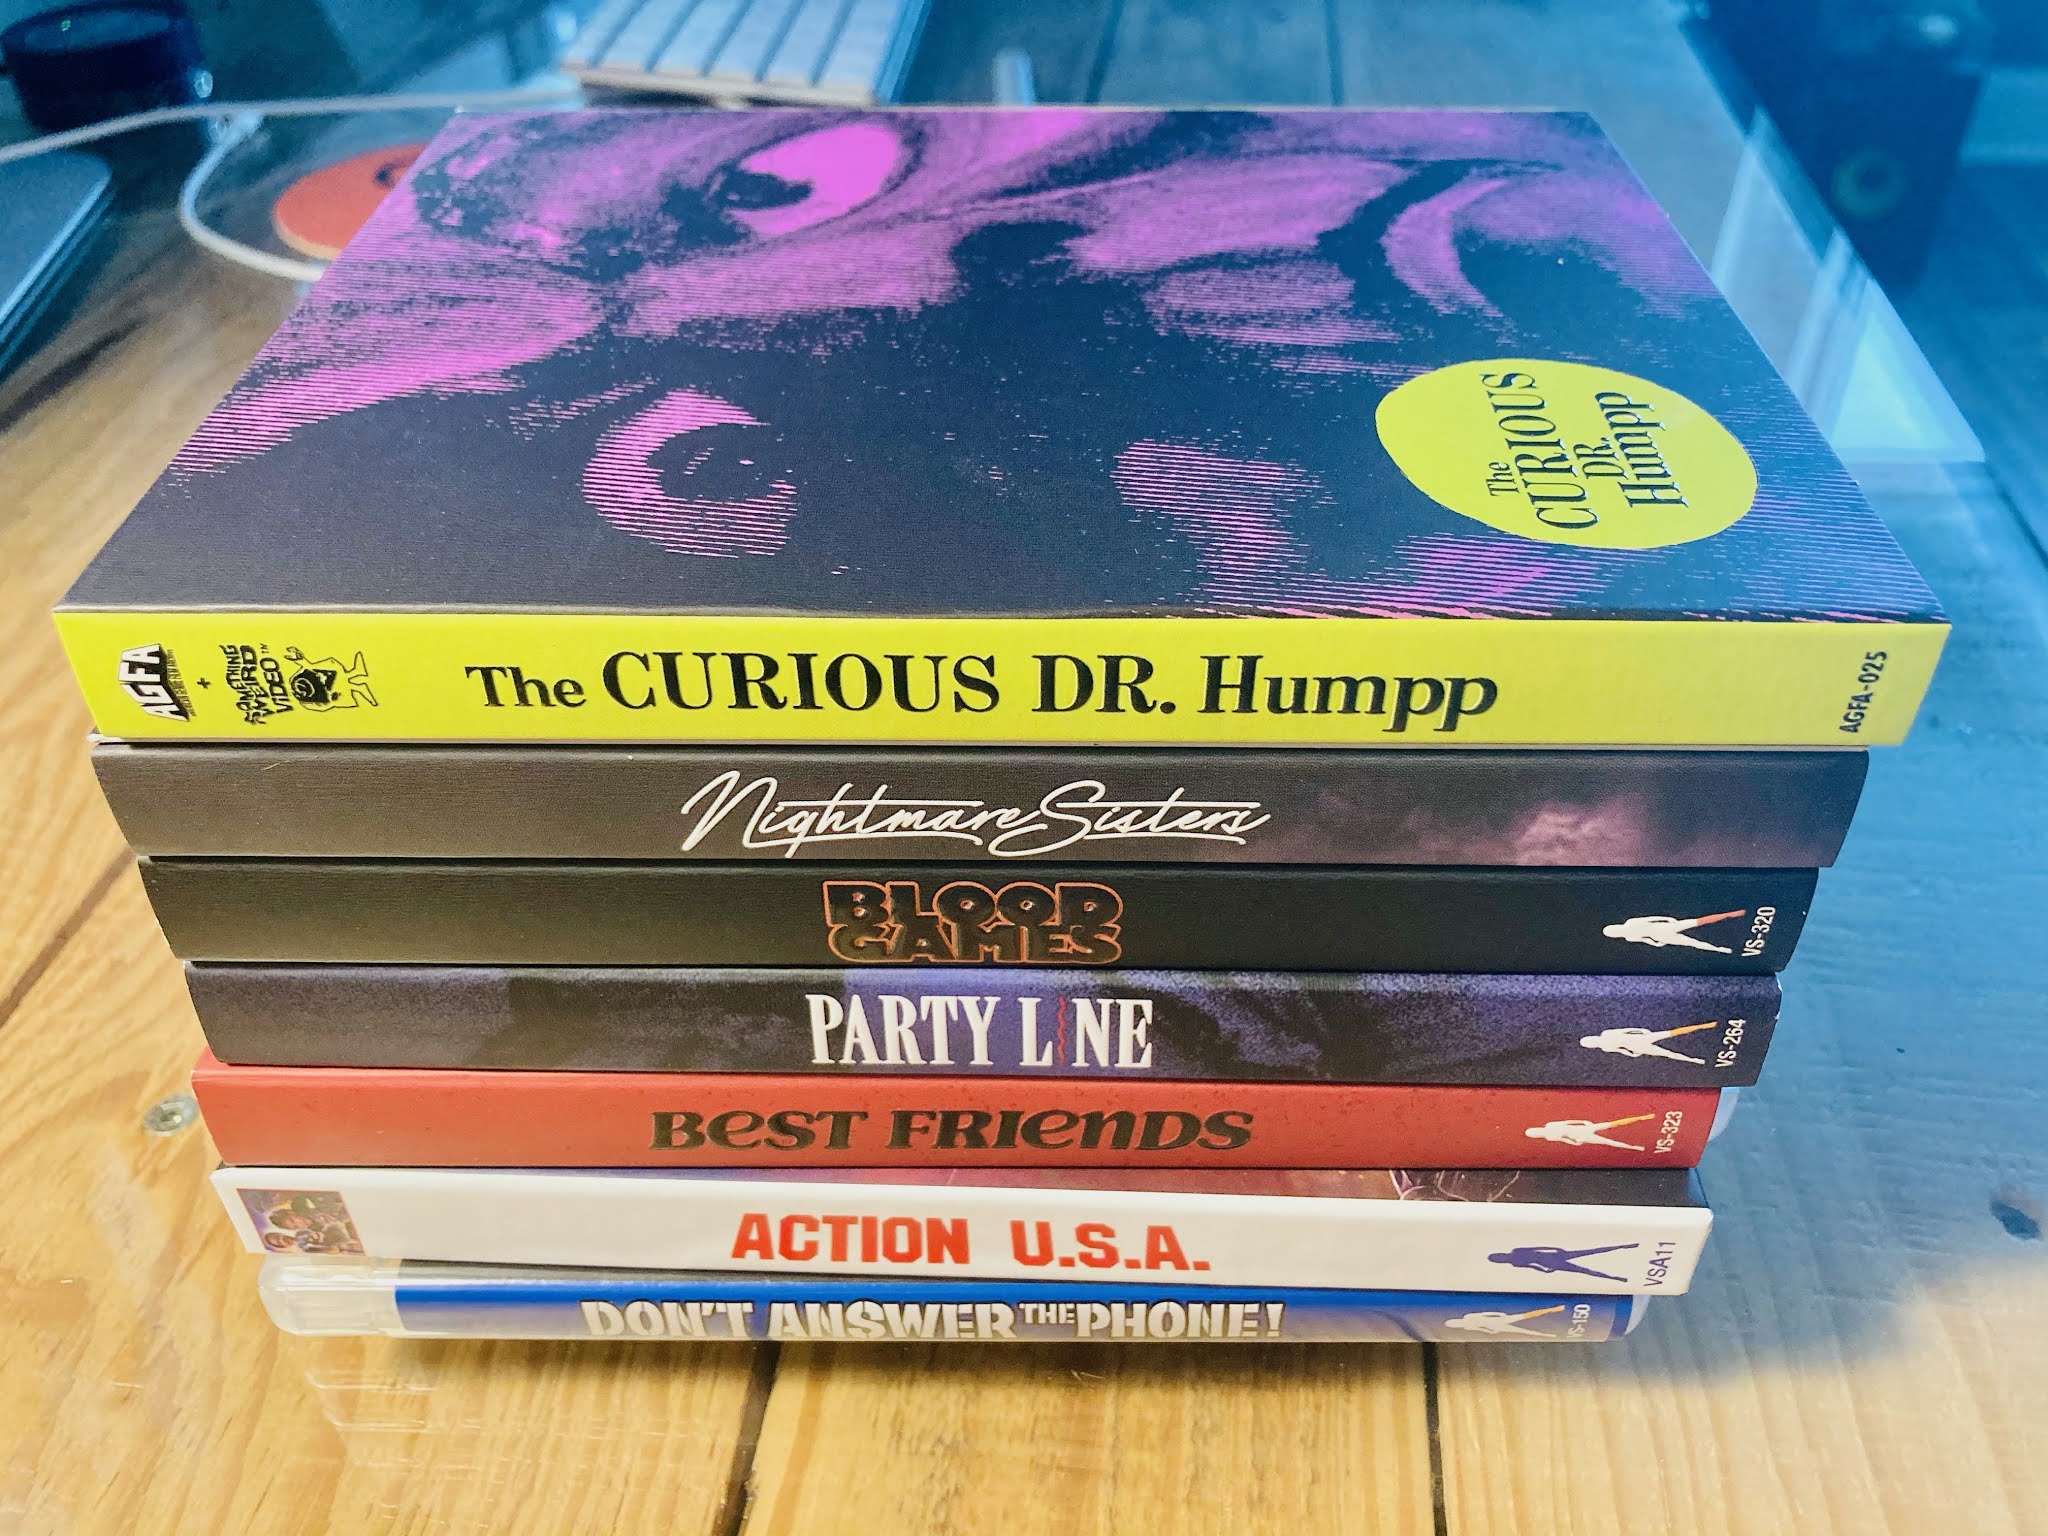 The
CURIOUS
DR.
Humpp
AGFA + SOMETHING WEIRD VIDEO™ The CURIOUS DR. Humpp AGFA-025
Nightmare Sisters
BLOOD
GAMES
VS-320
PARTY LINE VS-264
BEST FRIENDS VS-323
ACTION U.S.A. VSA11
DON'T ANSWER THE PHONE! VS-150